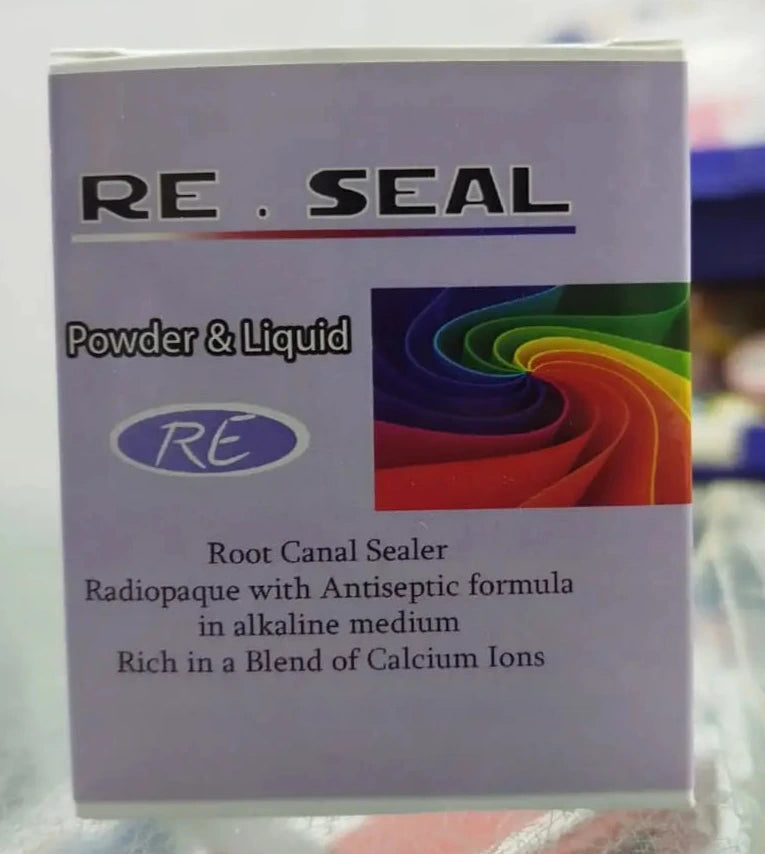 RE . SEAL
Powder & Liquid
RE
Root Canal Sealer
Radiopaque with Antiseptic formula
in alkaline medium
Rich in a Blend of Calcium Ions